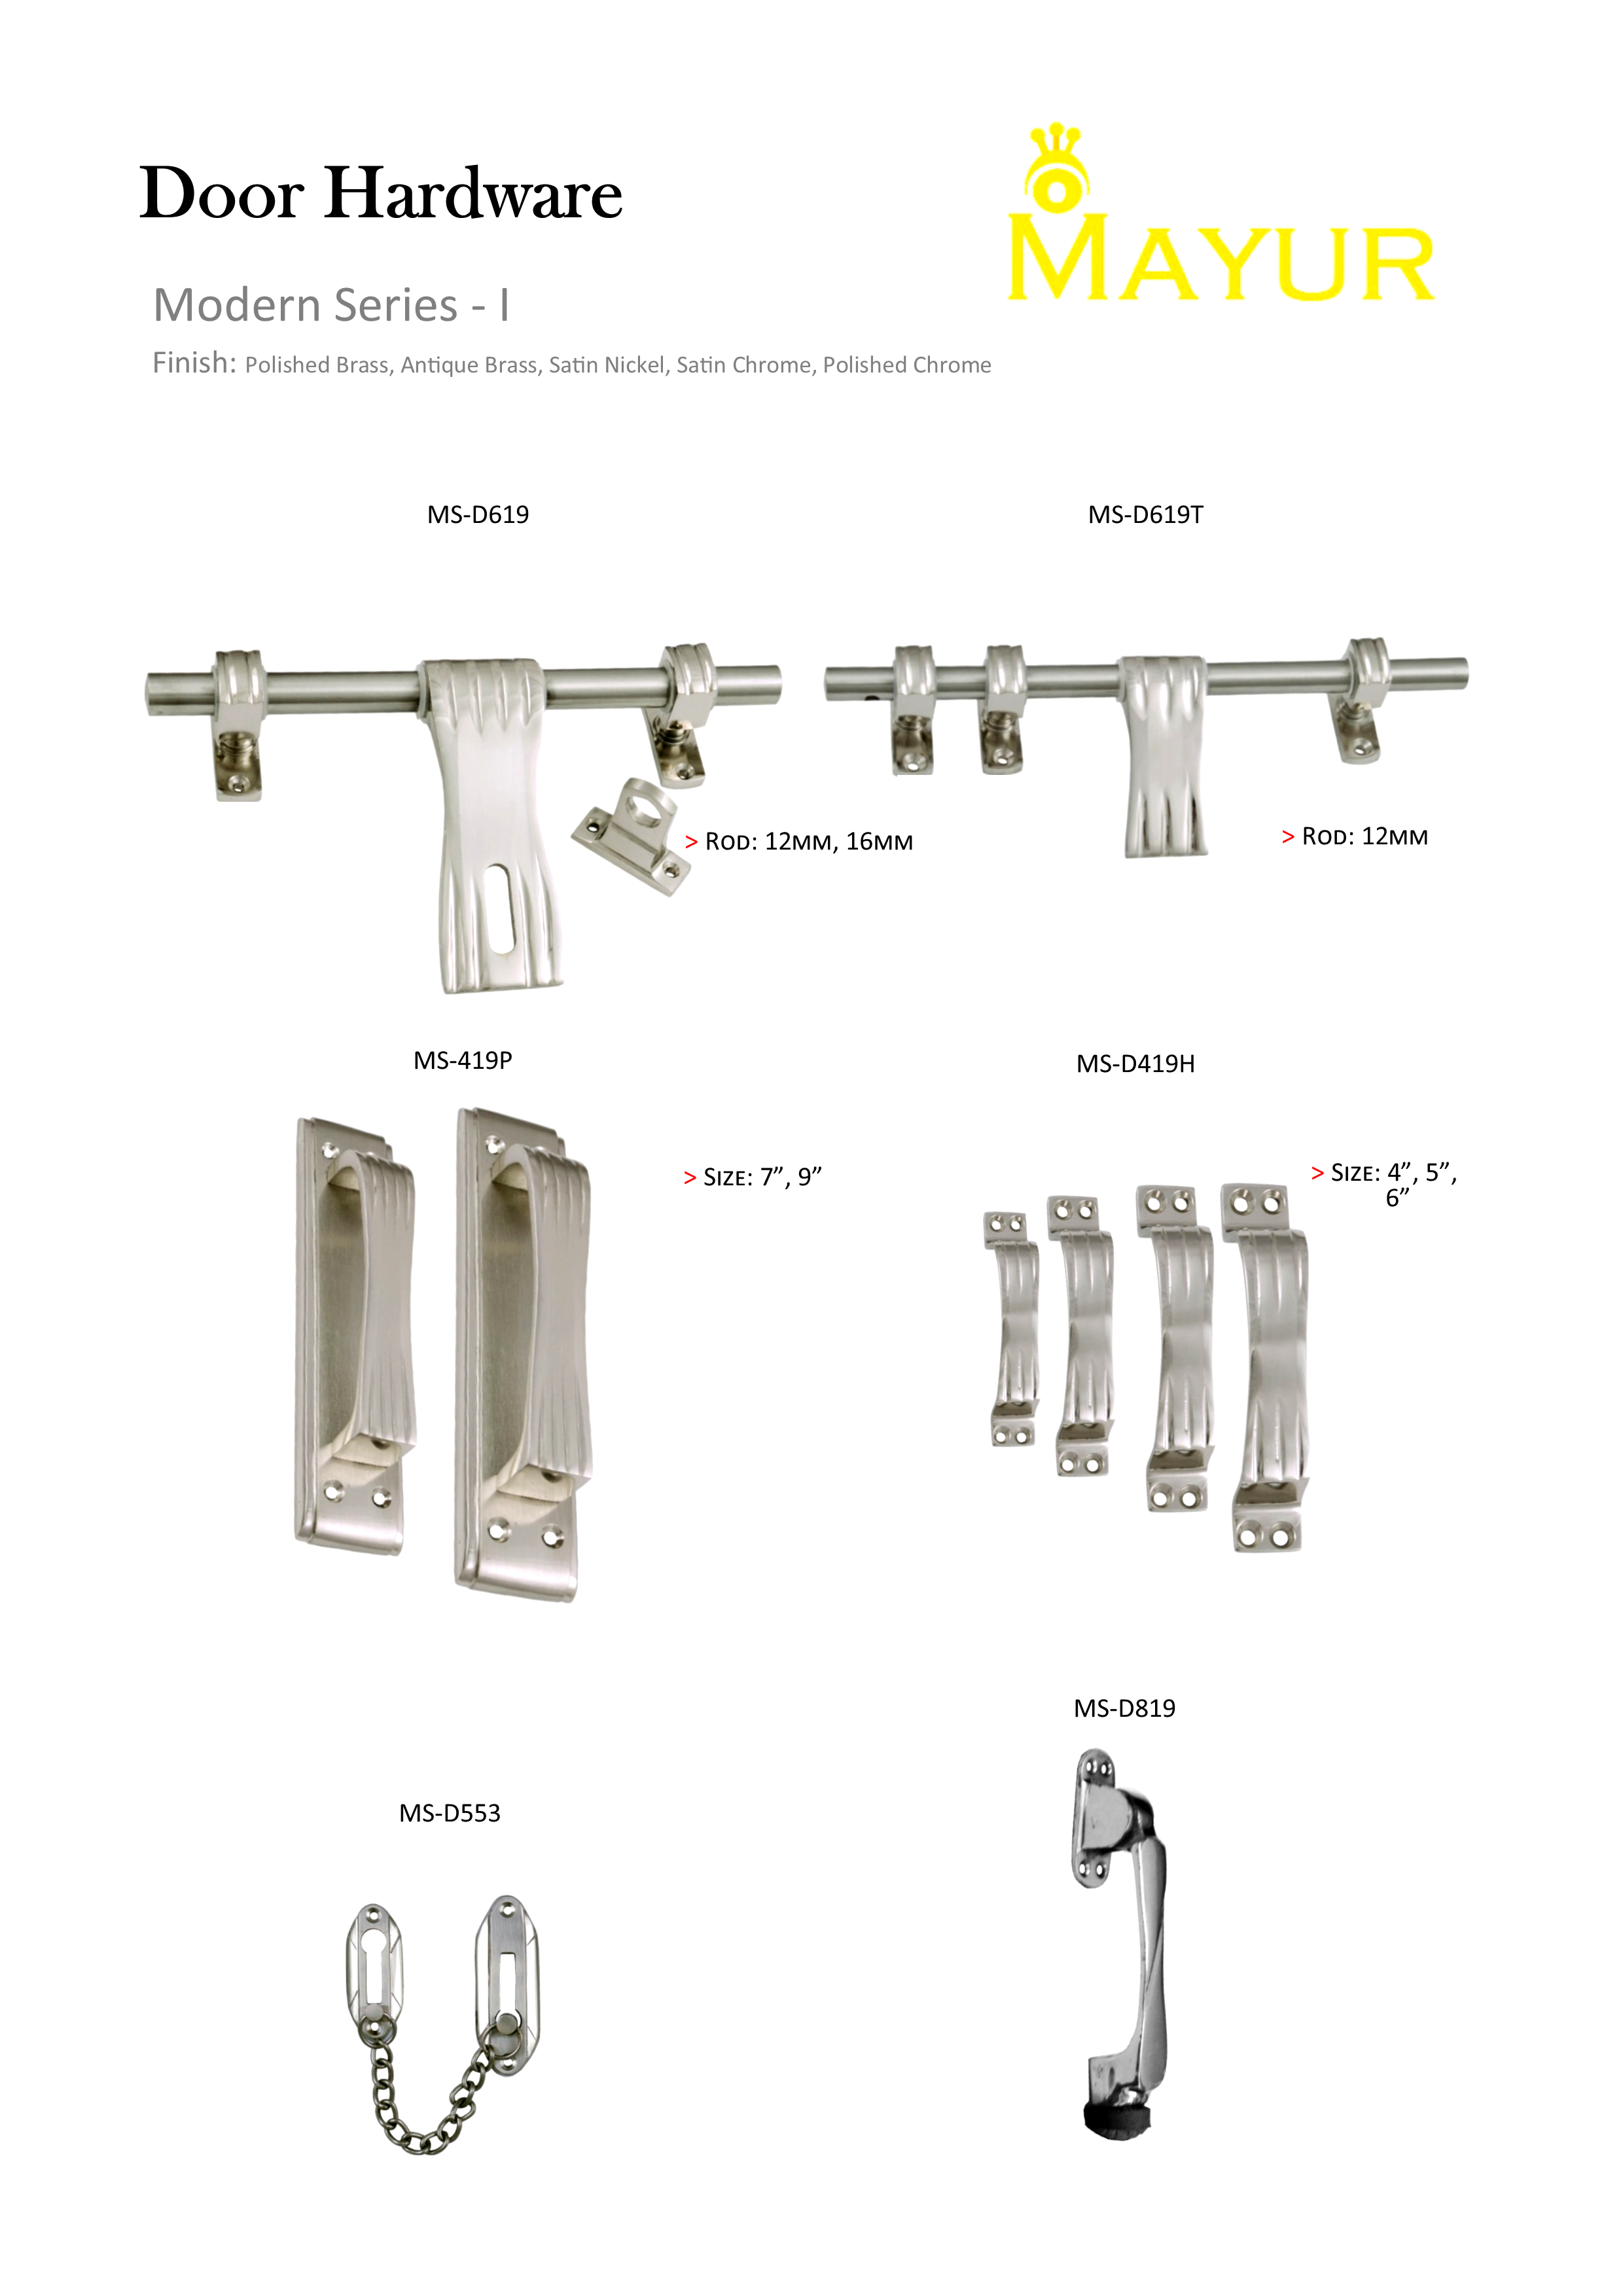 Door Hardware
MAYUR
Modern Series - I
Finish: Polished Brass, Antique Brass, Satin Nickel, Satin Chrome, Polished Chrome
MS-D619
MS-D619T
> Rod: 12mm, 16mm
> Rod: 12mm
MS-419P
MS-D419H
> Size: 7”, 9”
> Size: 4”, 5”,
6”
MS-D819
MS-D553